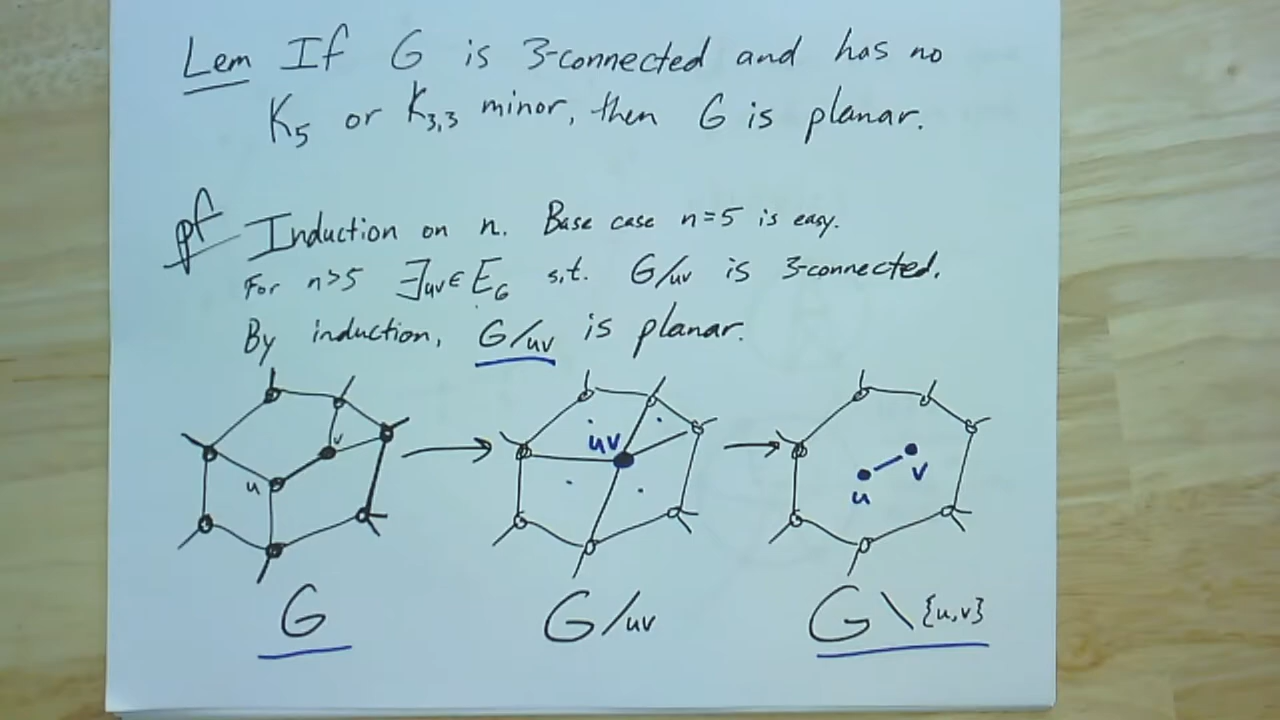 Lem If G is 3-connected and has no
K₅ or K₃,₃ minor, then G is planar.
pf Induction on n. Base case n=5 is easy.
For n>5 ∃uv∈E_G s.t. G/uv is 3-connected.
By induction, G/uv is planar.
u v
uv
u v
G G/uv G\{u,v}